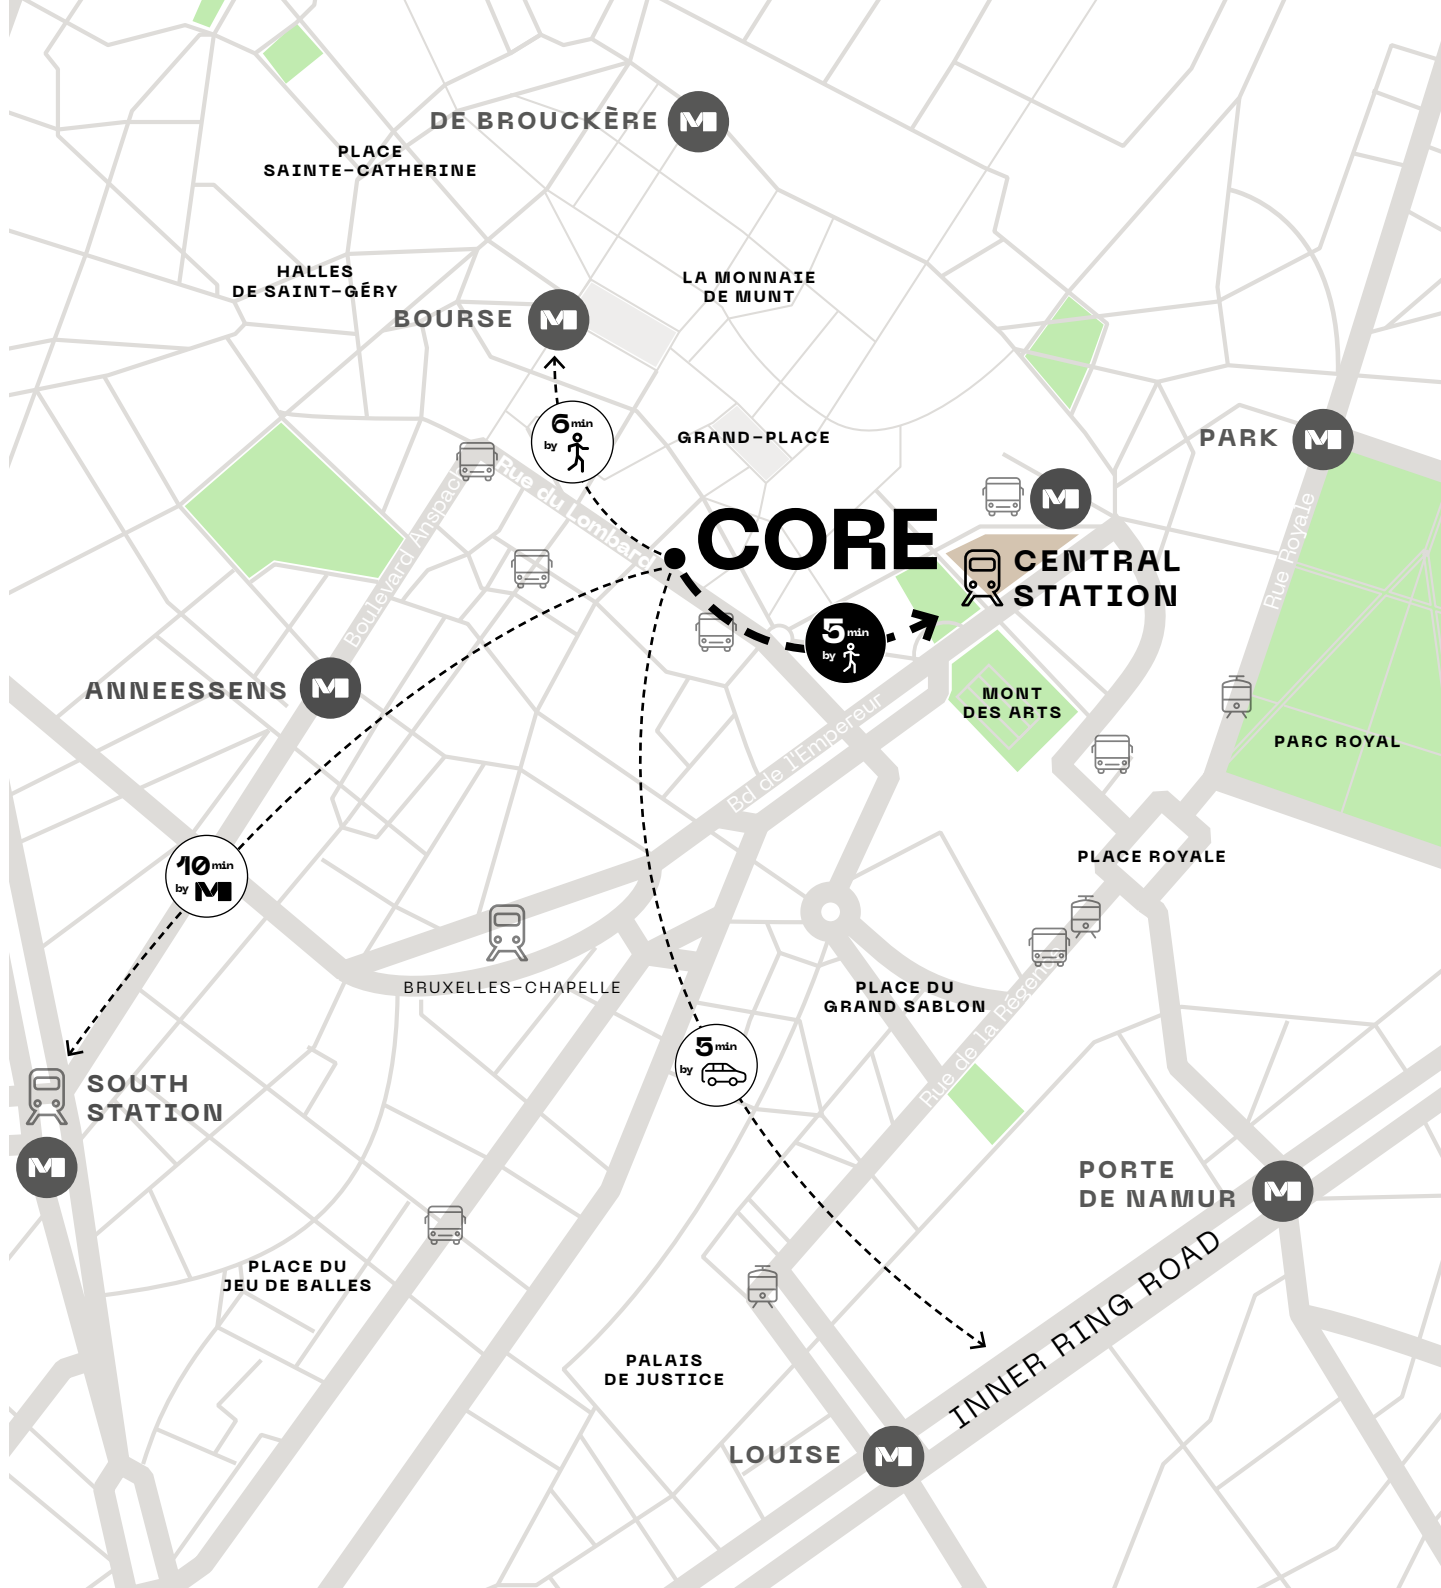 DE BROUCKÈRE
M
PLACE
SAINTE-CATHERINE
HALLES
DE SAINT-GÉRY
LA MONNAIE
DE MUNT
BOURSE
M
6 min
by
GRAND-PLACE
PARK
M
Rue du Lombard
Boulevard Anspach
M
CORE
CENTRAL
STATION
Rue Royale
5 min
by
ANNEESSENS
M
MONT
DES ARTS
PARC ROYAL
Bd de l'Empereur
10 min
by M
PLACE ROYALE
BRUXELLES-CHAPELLE
PLACE DU
GRAND SABLON
Rue de la Régence
5 min
by
SOUTH
STATION
M
PORTE
DE NAMUR
M
PLACE DU
JEU DE BALLES
INNER RING ROAD
PALAIS
DE JUSTICE
LOUISE
M